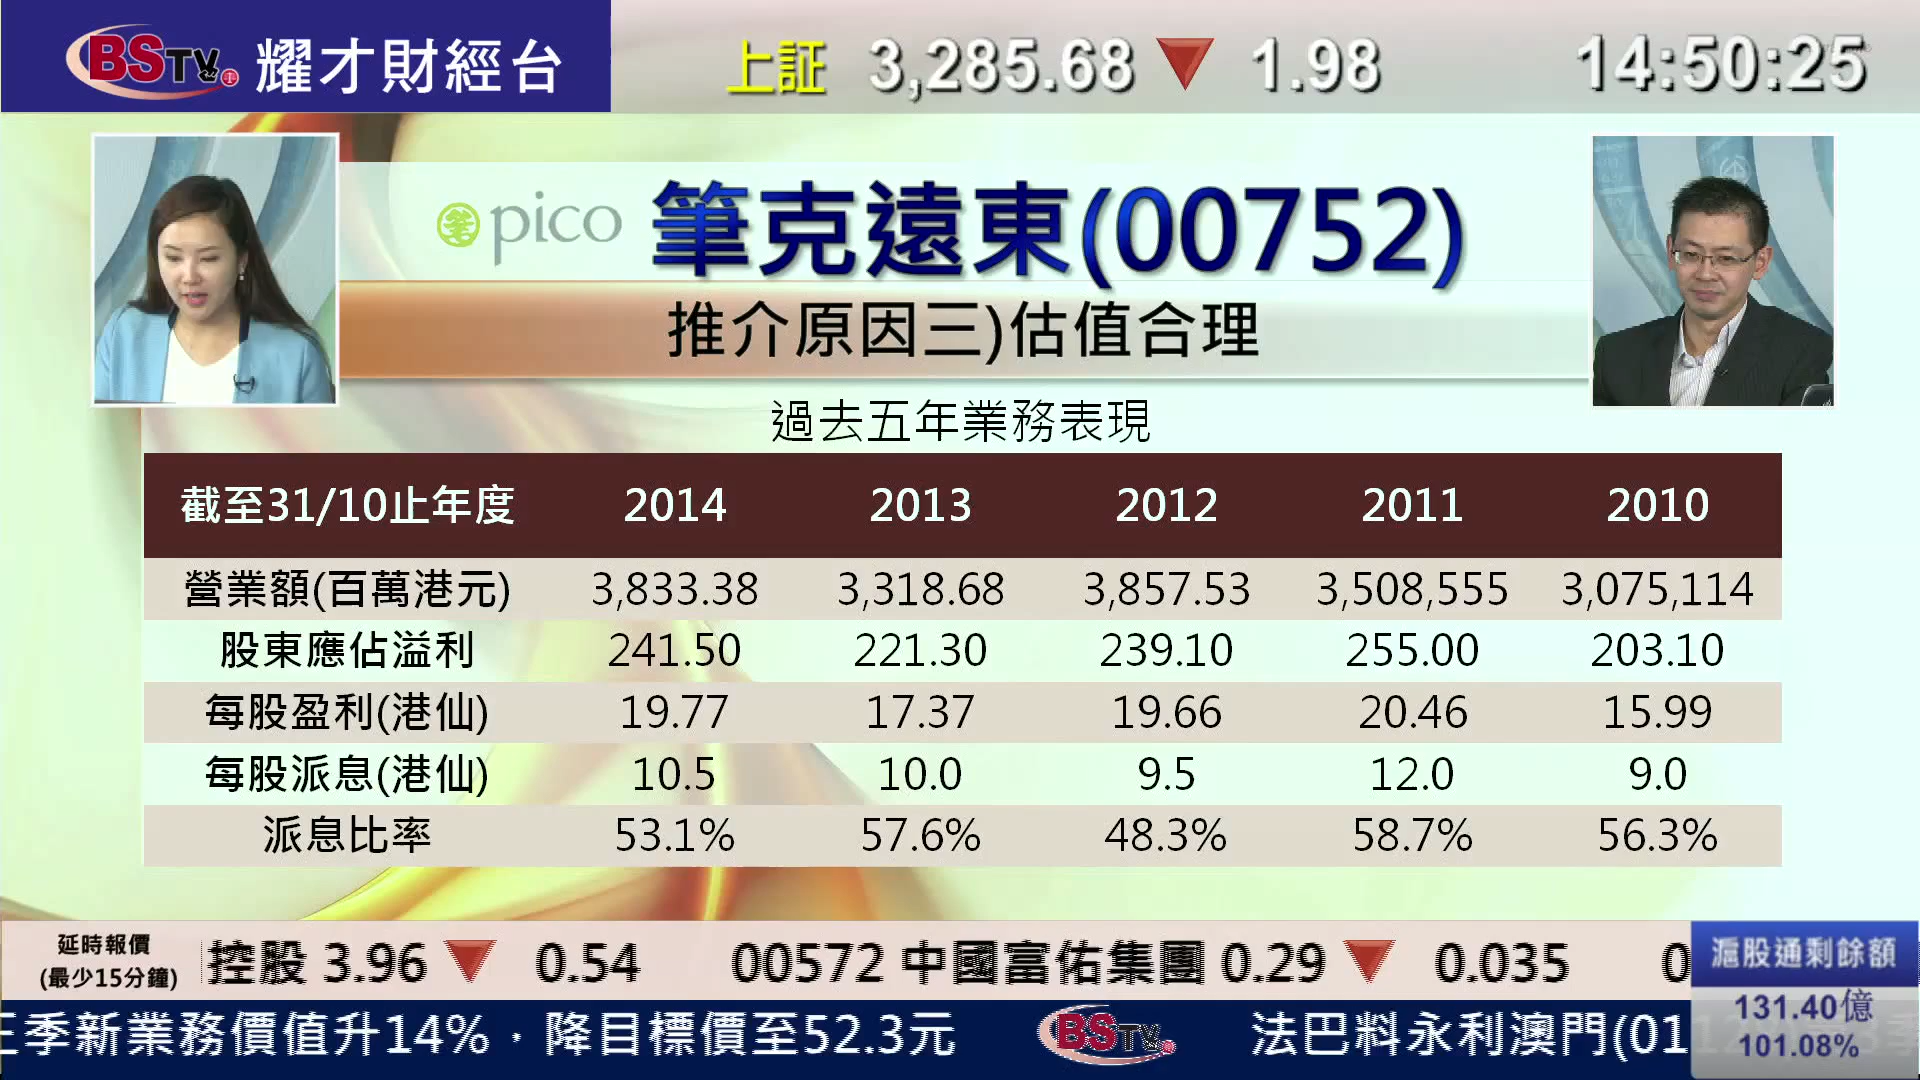 BSTV 耀才財經台
上証 3,285.68 ▼ 1.98
14:50:25
pico 筆克遠東(00752)
推介原因三)估值合理
過去五年業務表現
截至31/10止年度 2014 2013 2012 2011 2010
營業額(百萬港元) 3,833.38 3,318.68 3,857.53 3,508,555 3,075,114
股東應佔溢利 241.50 221.30 239.10 255.00 203.10
每股盈利(港仙) 19.77 17.37 19.66 20.46 15.99
每股派息(港仙) 10.5 10.0 9.5 12.0 9.0
派息比率 53.1% 57.6% 48.3% 58.7% 56.3%
延時報價
(最少15分鐘)
控股 3.96 ▼ 0.54 00572 中國富佑集團 0.29 ▼ 0.035 0
滬股通剩餘額
131.40億
101.08%
季新業務價值升14%，降目標價至52.3元 BSTV 法巴料永利澳門(01